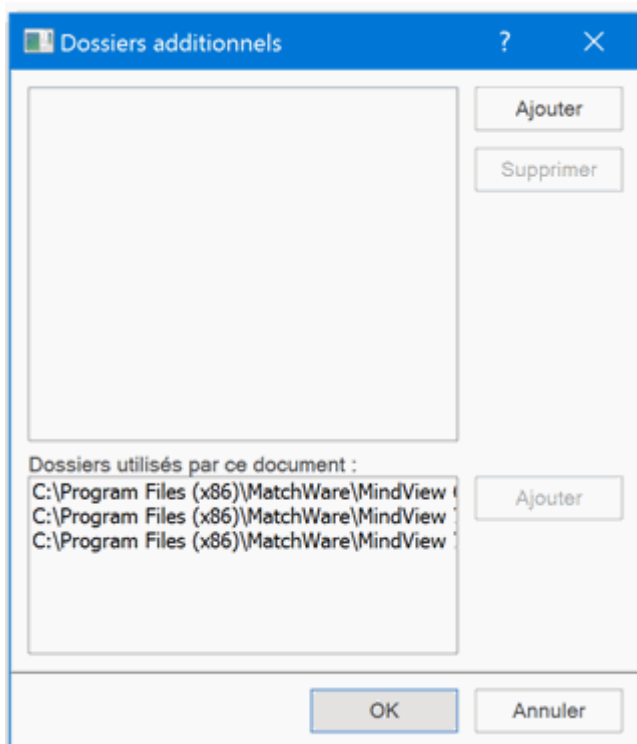 Dossiers additionnels
?
Ajouter
Supprimer
Dossiers utilisés par ce document :
C:\Program Files (x86)\MatchWare\MindView
C:\Program Files (x86)\MatchWare\MindView
C:\Program Files (x86)\MatchWare\MindView
Ajouter
OK
Annuler